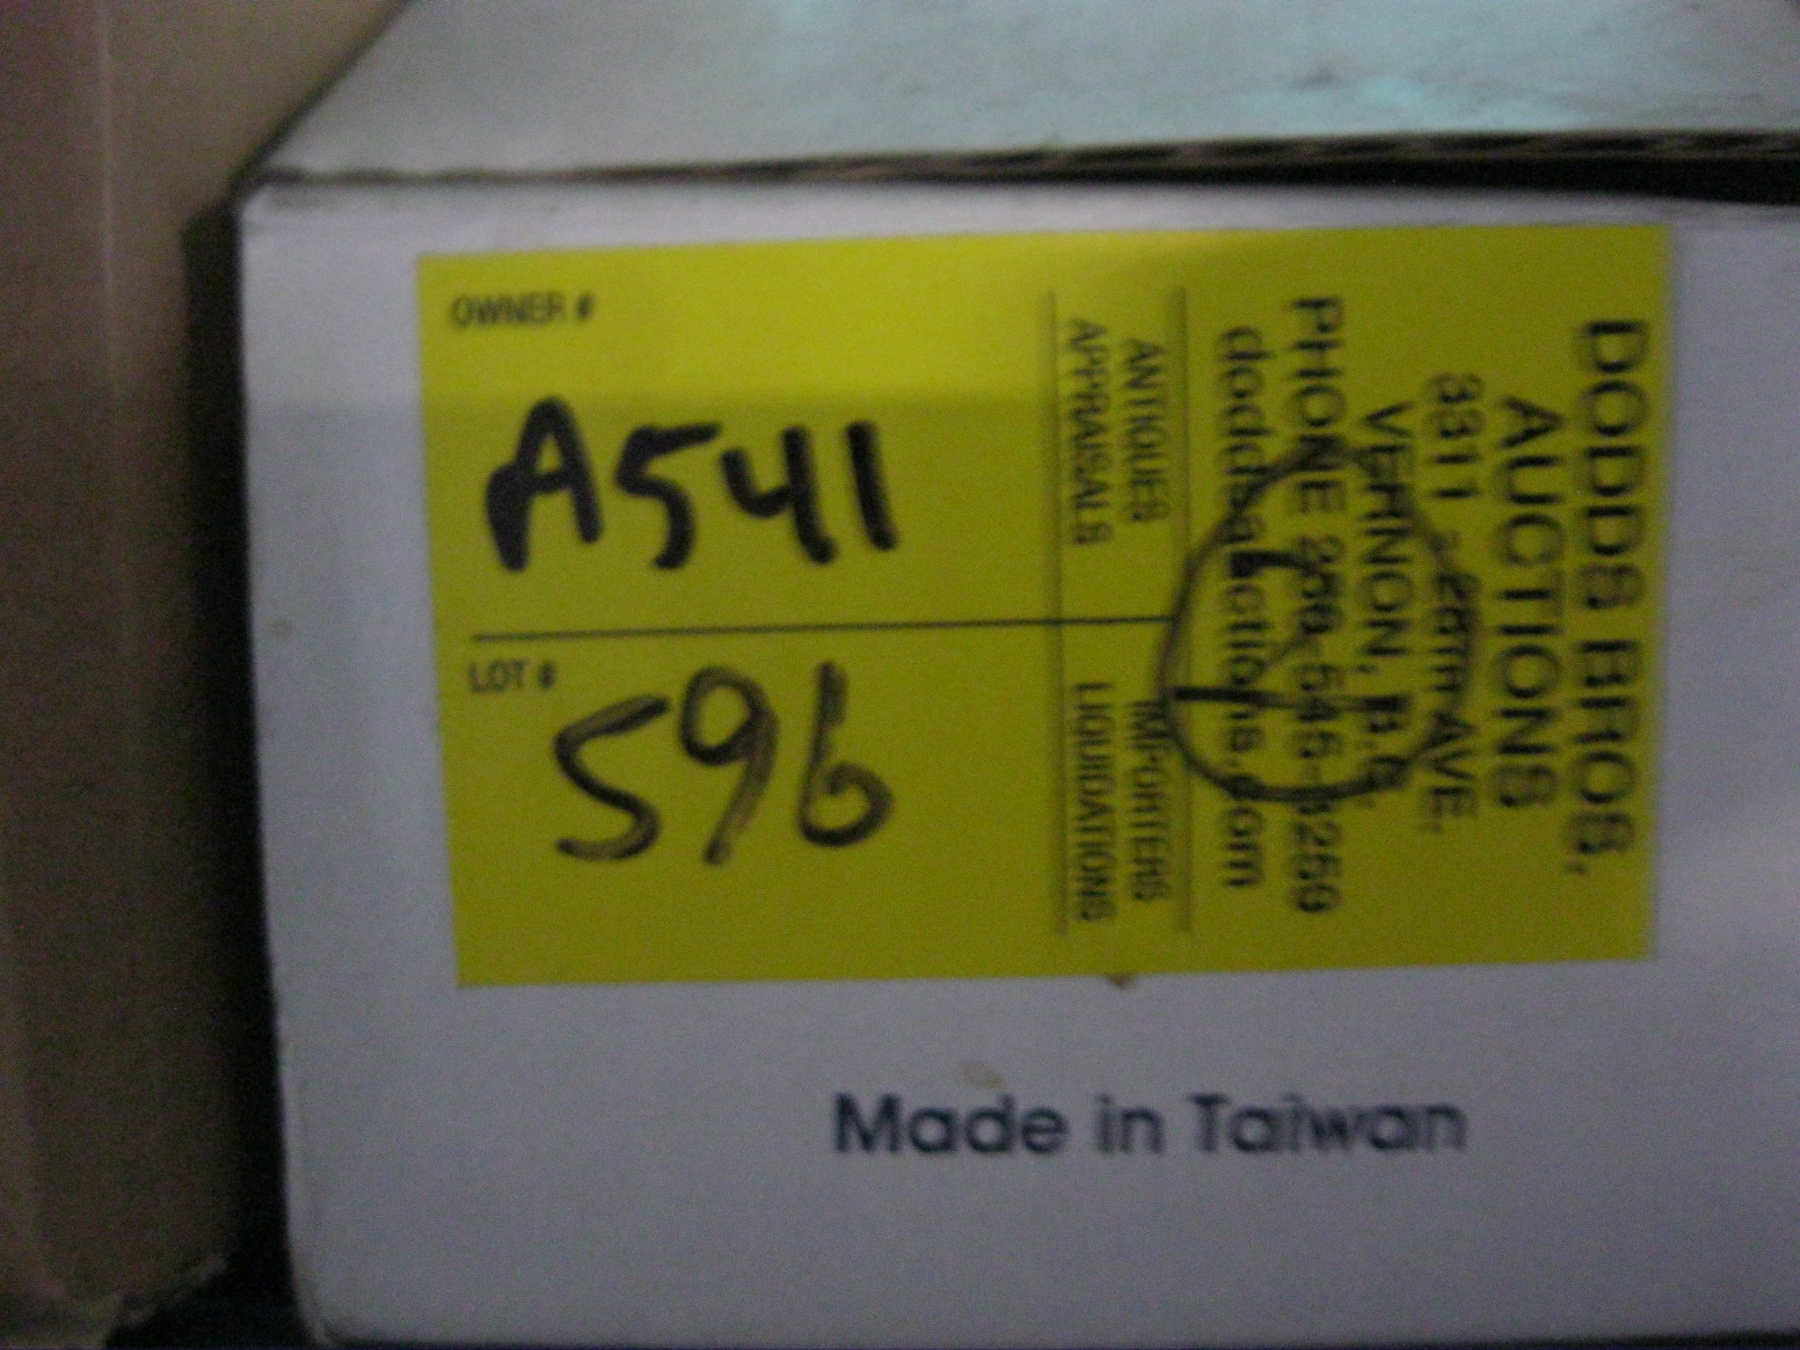 OWNER #
A541
LOT #
596
DODDS BROS.
AUCTIONS
3311 - 28TH AVE.
VERNON, B.C.
PHONE 250-545-3259
doddsauctions.com
ANTIQUES IMPORTERS
APPRAISALS LIQUIDATIONS
Made in Taiwan